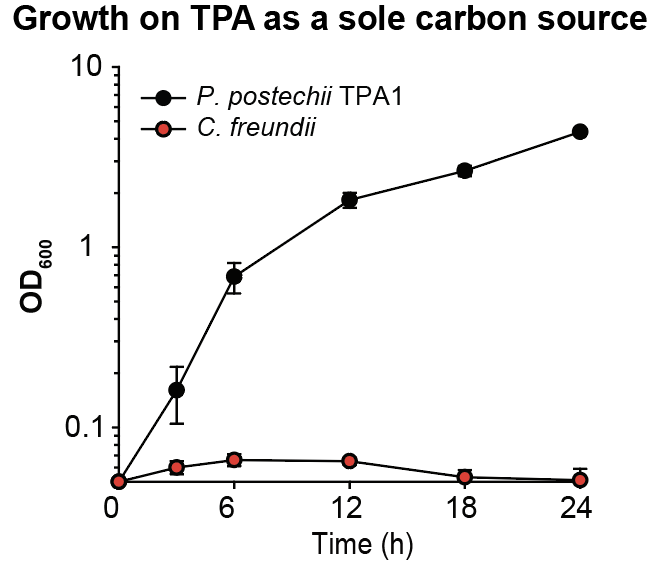 Growth on TPA as a sole carbon source
10
P. postechii TPA1
C. freundii
1
OD600
0.1
0 6 12 18 24
Time (h)